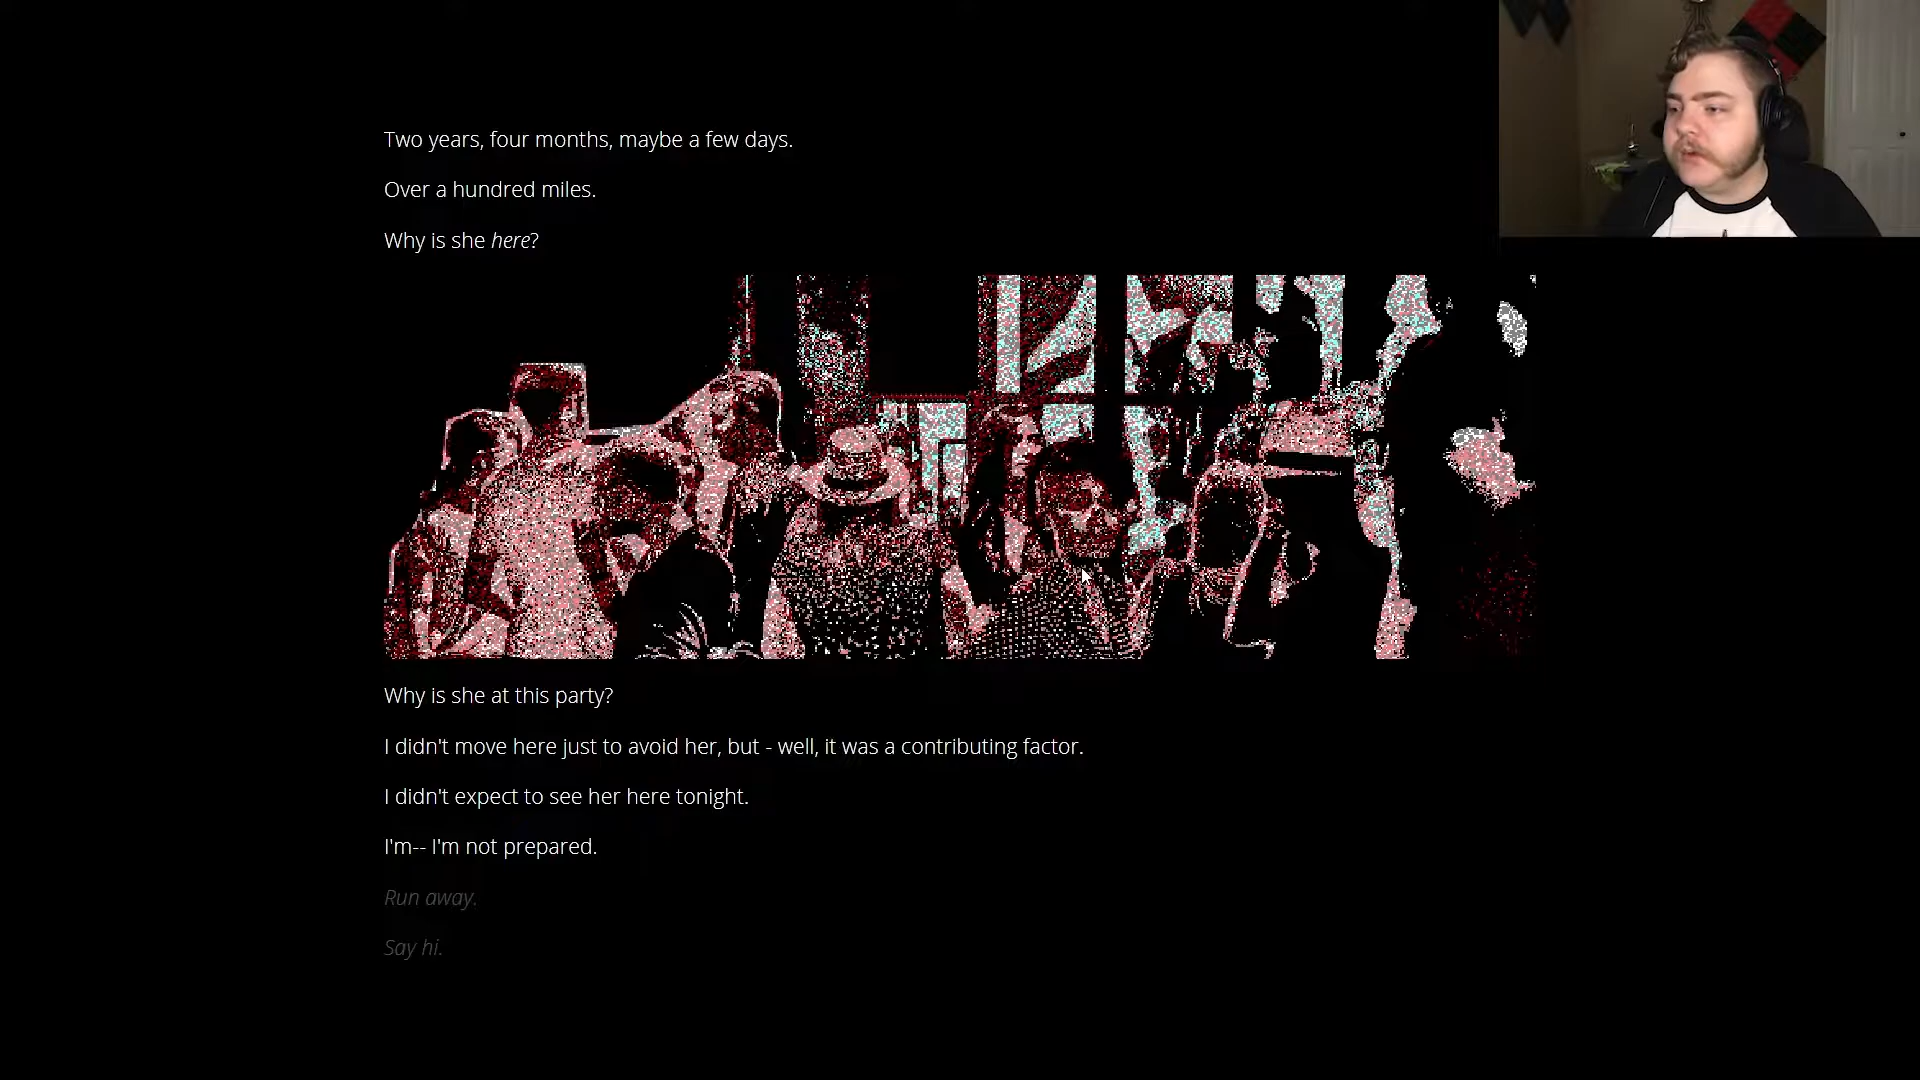 Two years, four months, maybe a few days.
Over a hundred miles.
Why is she here?
Why is she at this party?
I didn't move here just to avoid her, but - well, it was a contributing factor.
I didn't expect to see her here tonight.
I'm-- I'm not prepared.
Run away.
Say hi.